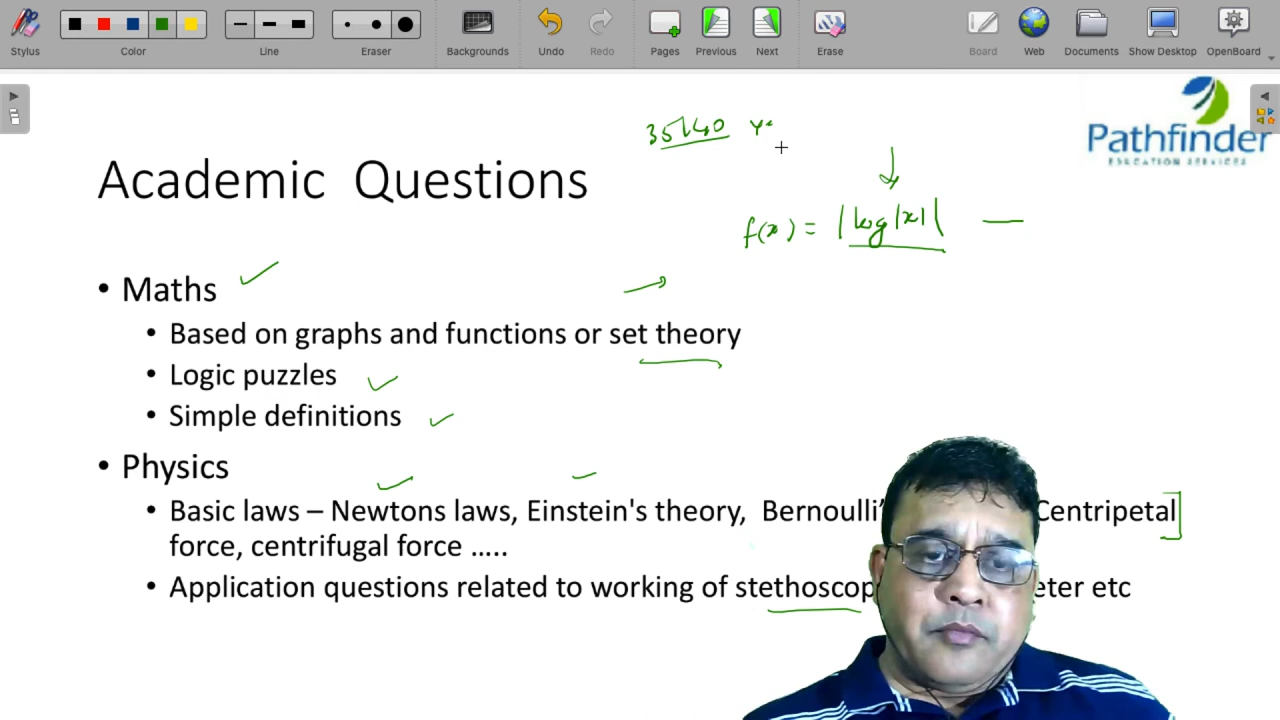 Stylus
Color
Line
Eraser
Backgrounds
Undo
Redo
Pages
Previous
Next
Erase
Board
Web
Documents
Show Desktop
OpenBoard
Pathfinder
EDUCATION SERVICES
Academic Questions
f(x) = |log|x||
• Maths
• Based on graphs and functions or set theory
• Logic puzzles
• Simple definitions
• Physics
• Basic laws – Newtons laws, Einstein's theory, Bernoulli' Centripetal
force, centrifugal force …..
• Application questions related to working of stethoscop eter etc